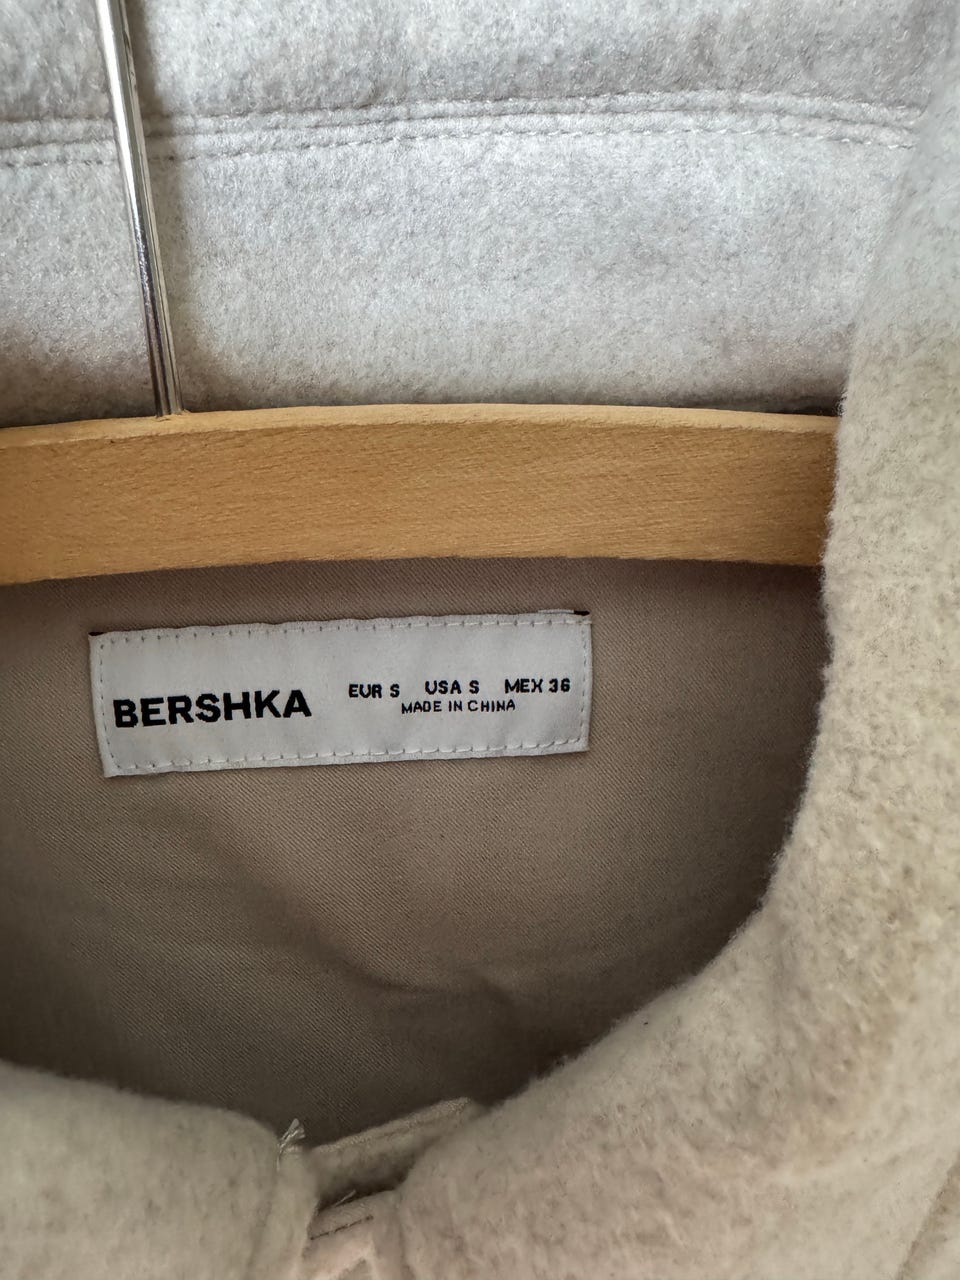 BERSHKA
EUR S USA S MEX 36
MADE IN CHINA